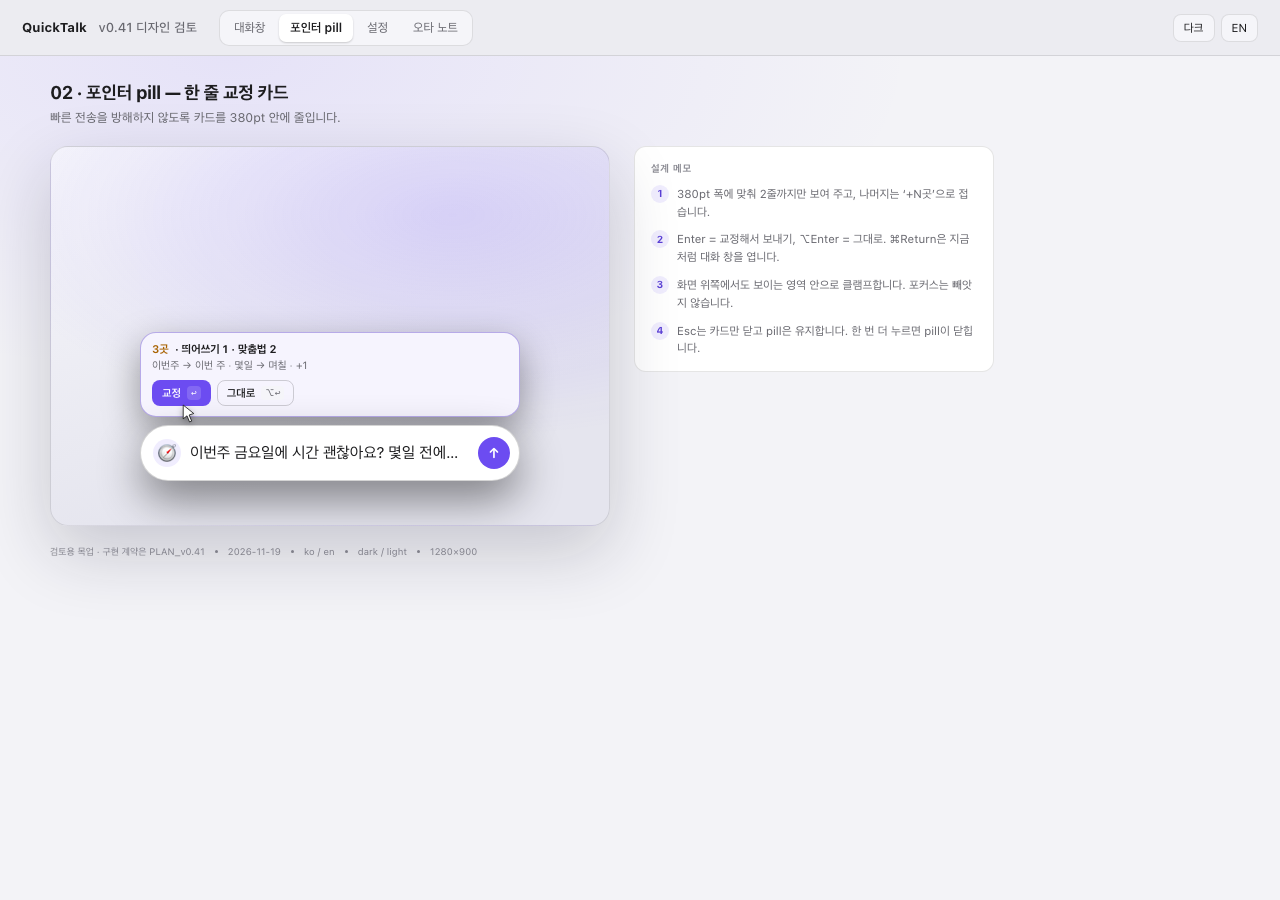 QuickTalk v0.41 디자인 검토 대화창 포인터 pill 설정 오타 노트 다크 EN
02 · 포인터 pill — 한 줄 교정 카드
빠른 전송을 방해하지 않도록 카드를 380pt 안에 줄입니다.
3곳 · 띄어쓰기 1 · 맞춤법 2
이번주 → 이번 주 · 몇일 → 며칠 · +1
교정 ↵ 그대로 ⌥↵
이번주 금요일에 시간 괜찮아요? 몇일 전에…
설계 메모
1 380pt 폭에 맞춰 2줄까지만 보여 주고, 나머지는 ‘+N곳’으로 접
습니다.
2 Enter = 교정해서 보내기, ⌥Enter = 그대로. ⌘Return은 지금
처럼 대화 창을 엽니다.
3 화면 위쪽에서도 보이는 영역 안으로 클램프합니다. 포커스는 빼앗
지 않습니다.
4 Esc는 카드만 닫고 pill은 유지합니다. 한 번 더 누르면 pill이 닫힙
니다.
검토용 목업 · 구현 계약은 PLAN_v0.41 • 2026-11-19 • ko / en • dark / light • 1280×900